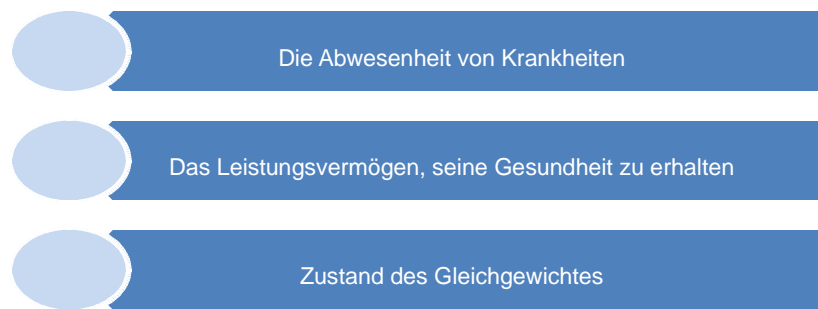 Die Abwesenheit von Krankheiten
Das Leistungsvermögen, seine Gesundheit zu erhalten
Zustand des Gleichgewichtes